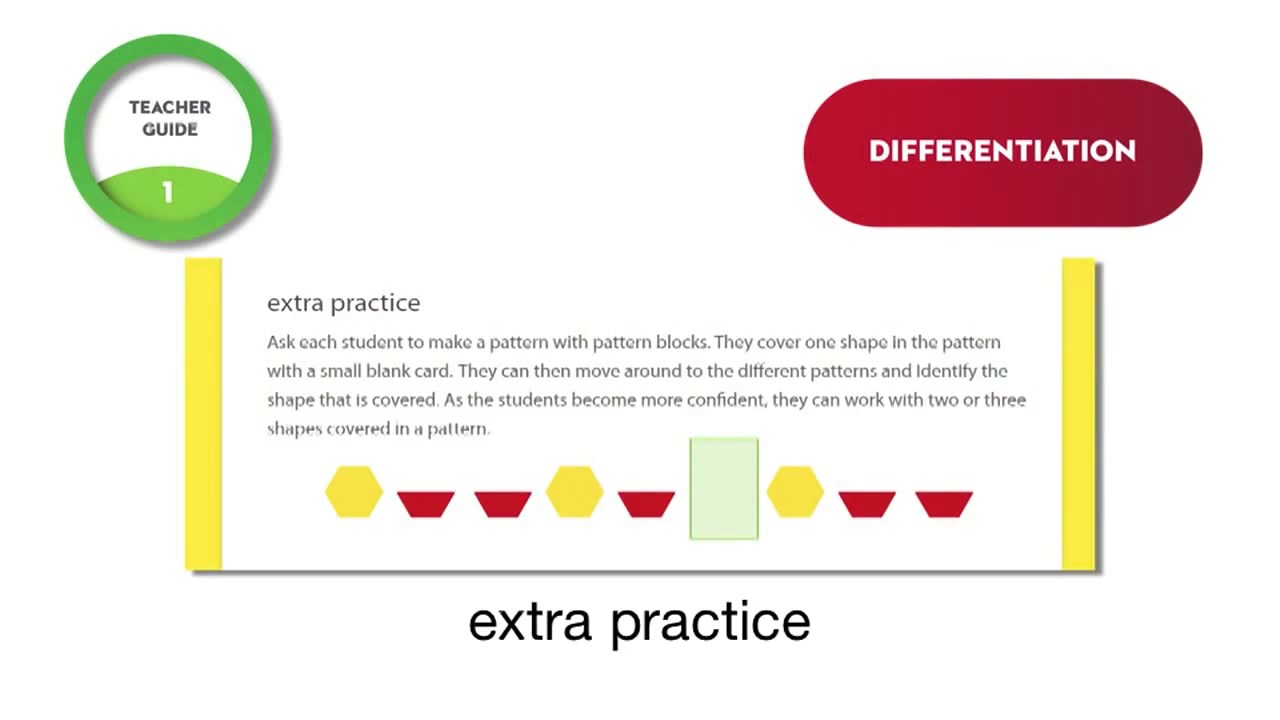 TEACHER
GUIDE
1
DIFFERENTIATION
extra practice
Ask each student to make a pattern with pattern blocks. They cover one shape in the pattern
with a small blank card. They can then move around to the different patterns and identify the
shape that is covered. As the students become more confident, they can work with two or three
shapes covered in a pattern.
extra practice